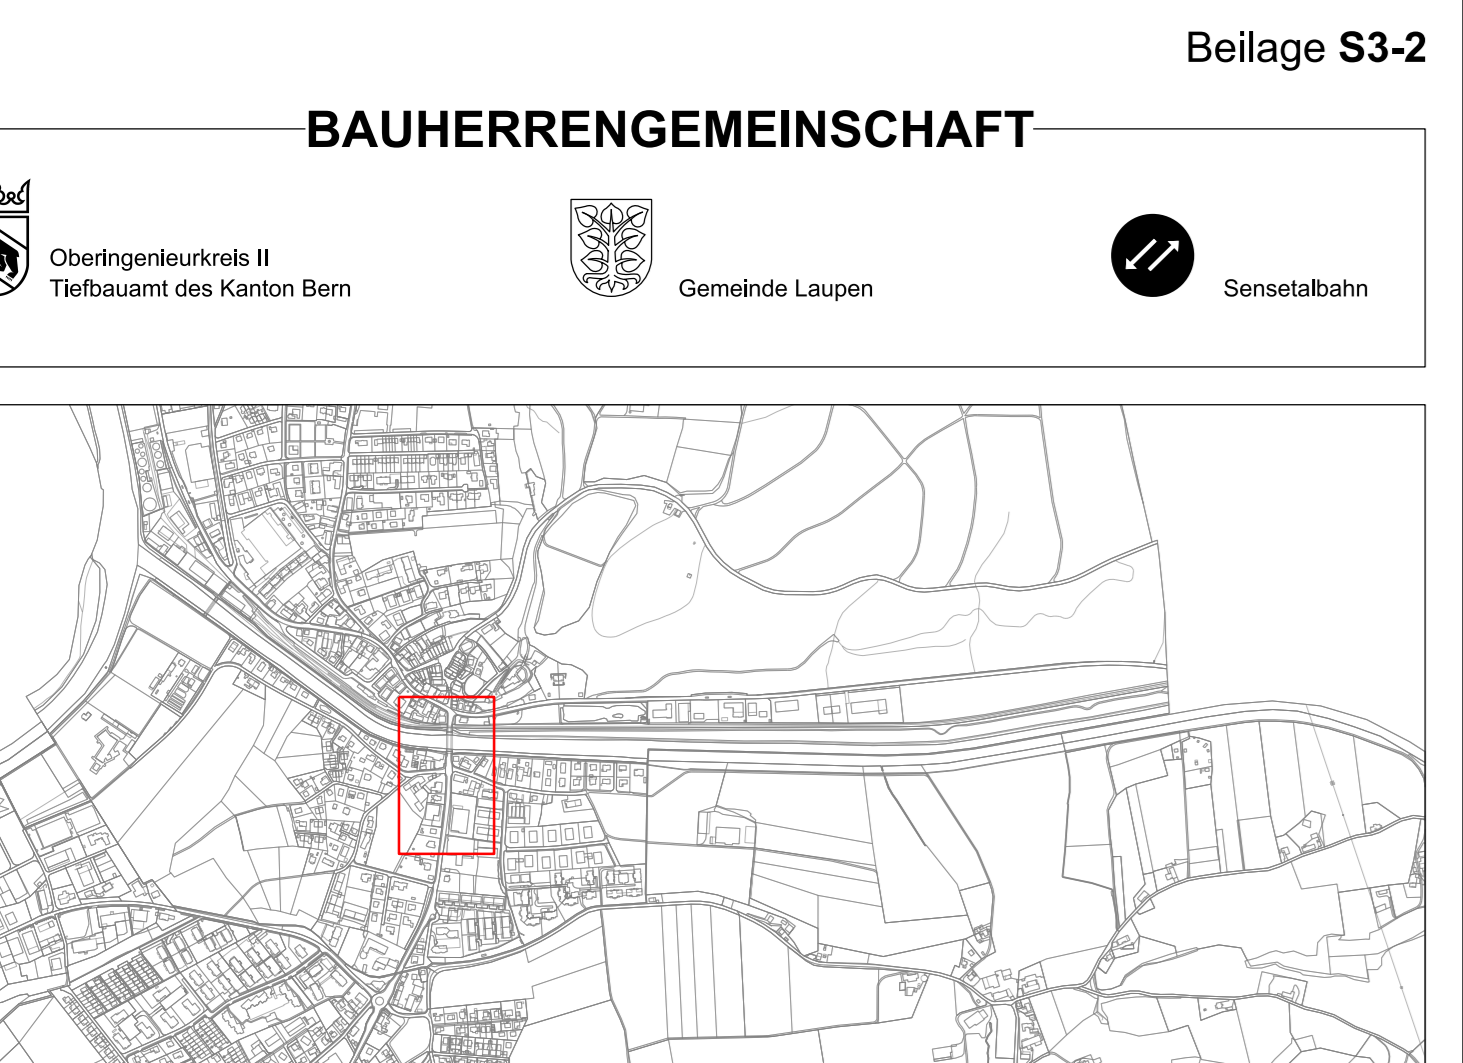 Beilage S3-2
BAUHERRENGEMEINSCHAFT
Oberingenieurkreis II
Tiefbauamt des Kanton Bern
Gemeinde Laupen
Sensetalbahn